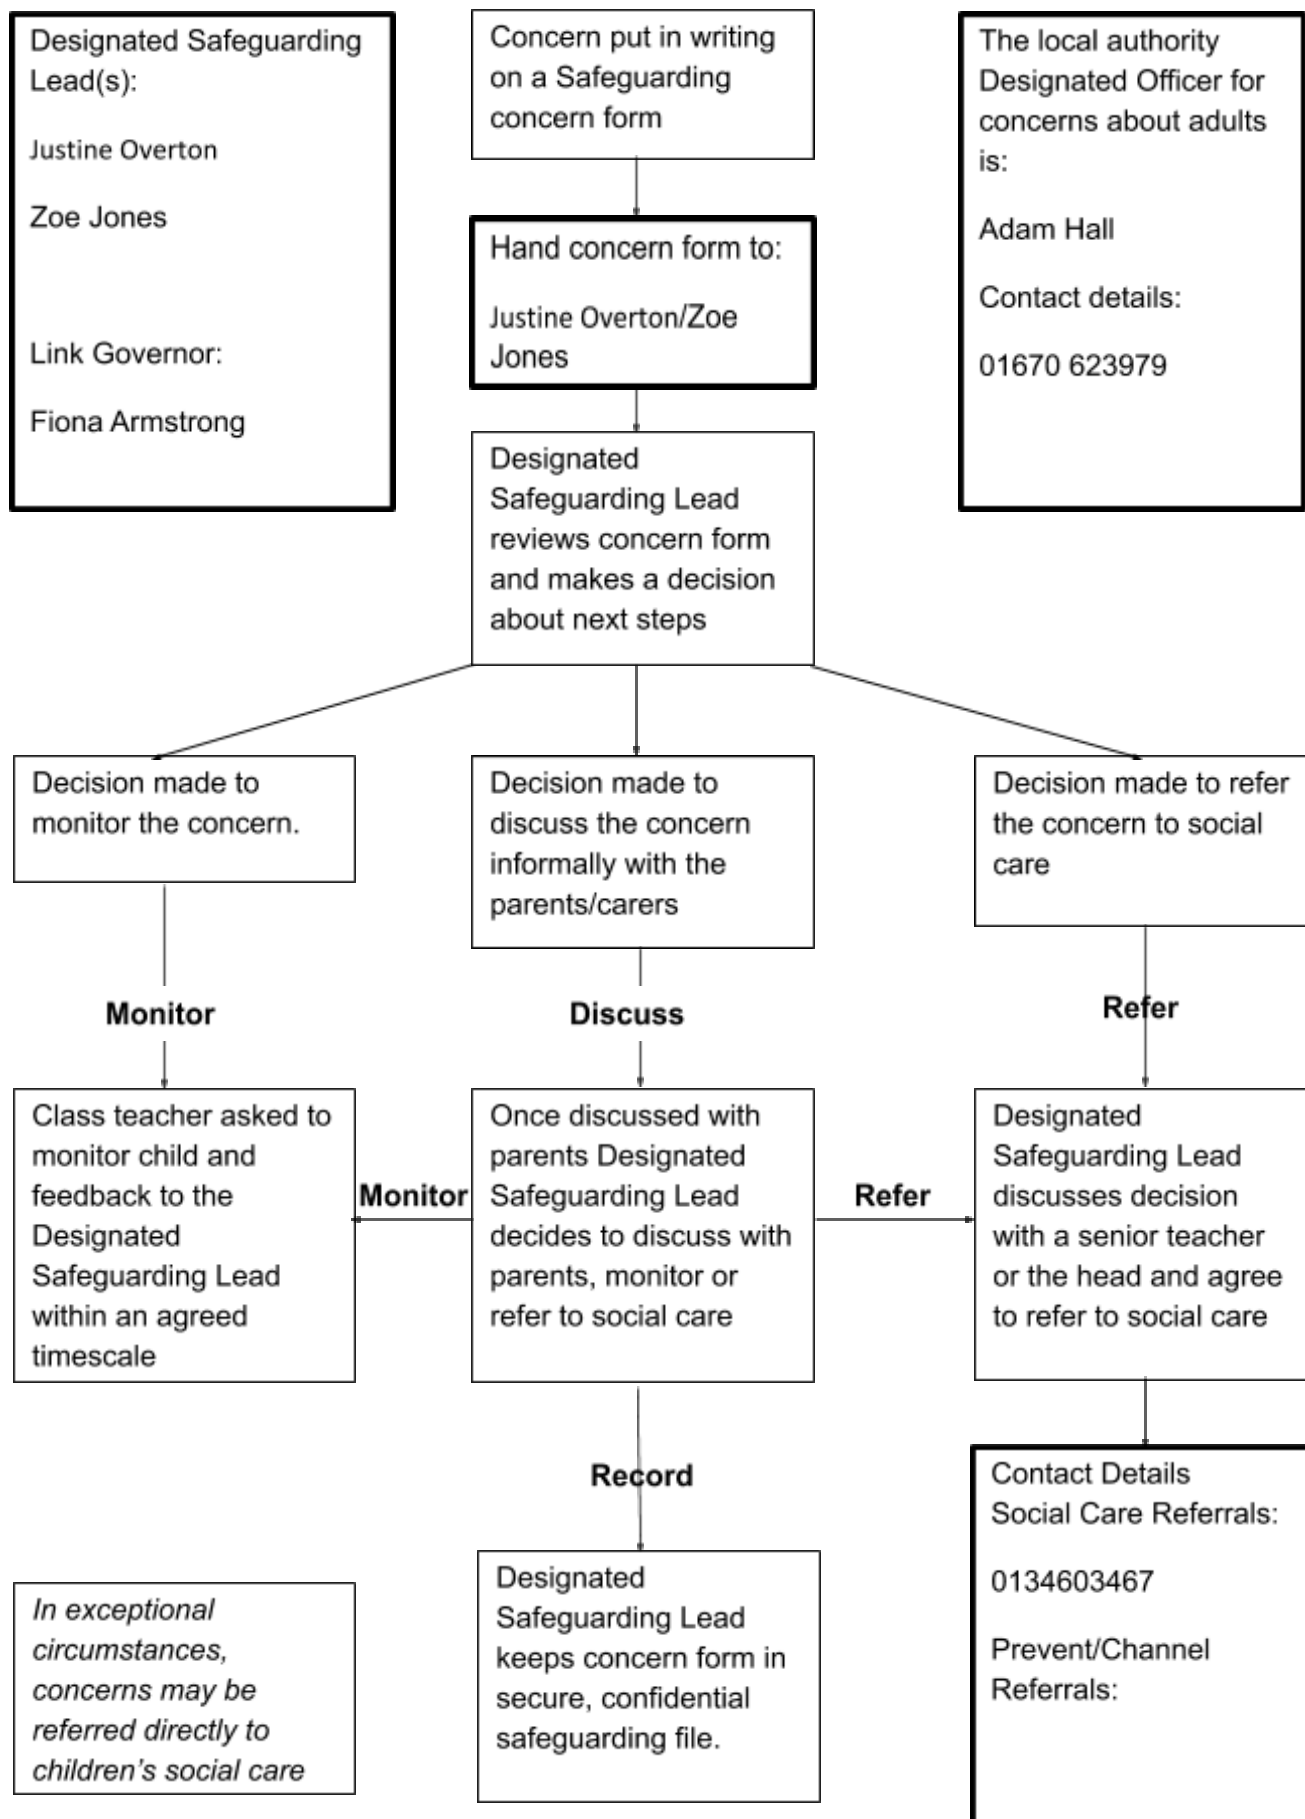 Designated Safeguarding
Lead(s):
Justine Overton
Zoe Jones
Link Governor:
Fiona Armstrong
Concern put in writing
on a Safeguarding
concern form
The local authority
Designated Officer for
concerns about adults
is:
Adam Hall
Contact details:
01670 623979
Hand concern form to:
Justine Overton/Zoe
Jones
Designated
Safeguarding Lead
reviews concern form
and makes a decision
about next steps
Decision made to
monitor the concern.
Decision made to
discuss the concern
informally with the
parents/carers
Decision made to refer
the concern to social
care
Monitor
Discuss
Refer
Class teacher asked to
monitor child and
feedback to the
Designated
Safeguarding Lead
within an agreed
timescale
Monitor
Once discussed with
parents Designated
Safeguarding Lead
decides to discuss with
parents, monitor or
refer to social care
Refer
Designated
Safeguarding Lead
discusses decision
with a senior teacher
or the head and agree
to refer to social care
Record
Contact Details
Social Care Referrals:
0134603467
Prevent/Channel
Referrals:
In exceptional
circumstances,
concerns may be
referred directly to
children’s social care
Designated
Safeguarding Lead
keeps concern form in
secure, confidential
safeguarding file.